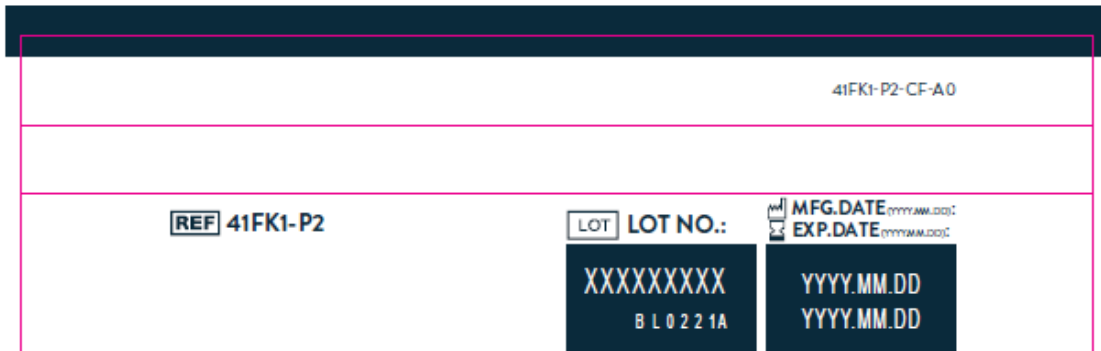 41FK1-P2-CF-A0
REF 41FK1-P2
LOT LOT NO.:
MFG.DATE(YYYY.MM.DD):
EXP.DATE(YYYY.MM.DD):
XXXXXXXXX
BL0221A
YYYY.MM.DD
YYYY.MM.DD